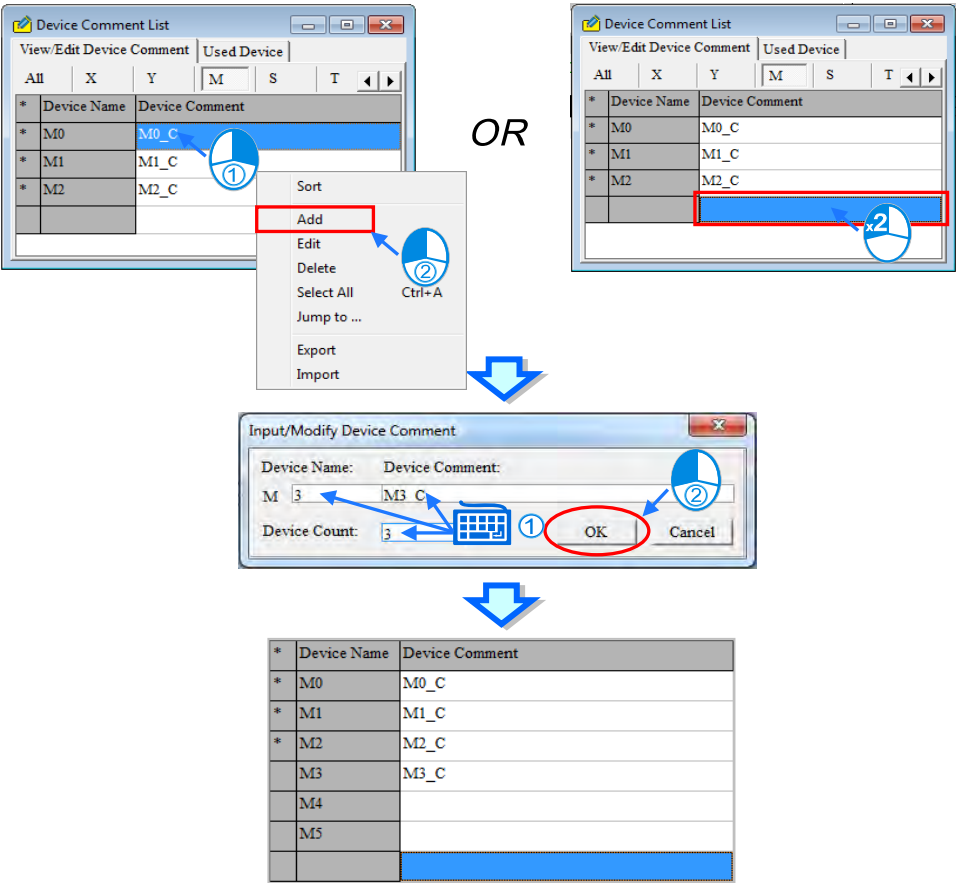 Device Comment List
View/Edit Device Comment Used Device
All X Y M S T
* Device Name Device Comment
* M0 M0_C
* M1 M1_C
* M2 M2_C
1
Sort
Add
Edit
Delete
Select All Ctrl+A
Jump to ...
Export
Import
2
OR
Device Comment List
View/Edit Device Comment Used Device
All X Y M S T
* Device Name Device Comment
* M0 M0_C
* M1 M1_C
* M2 M2_C
x2
Input/Modify Device Comment
Device Name: Device Comment:
M 3 M3_C
2
Device Count: 3 1 OK Cancel
* Device Name Device Comment
* M0 M0_C
* M1 M1_C
* M2 M2_C
M3 M3_C
M4
M5